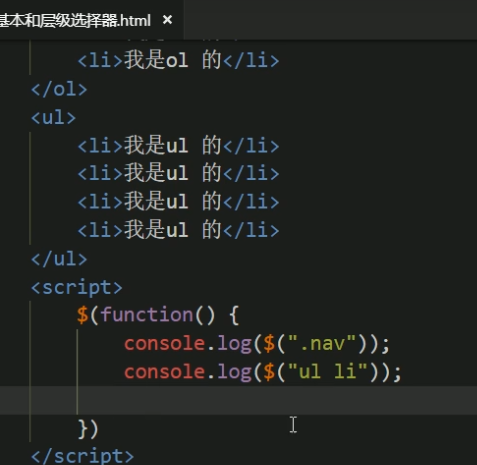 基本和层级选择器.html ×
<li>我是ol 的</li>
</ol>
<ul>
<li>我是ul 的</li>
<li>我是ul 的</li>
<li>我是ul 的</li>
<li>我是ul 的</li>
</ul>
<script>
$(function() {
console.log($(".nav"));
console.log($("ul li"));
})
</script>